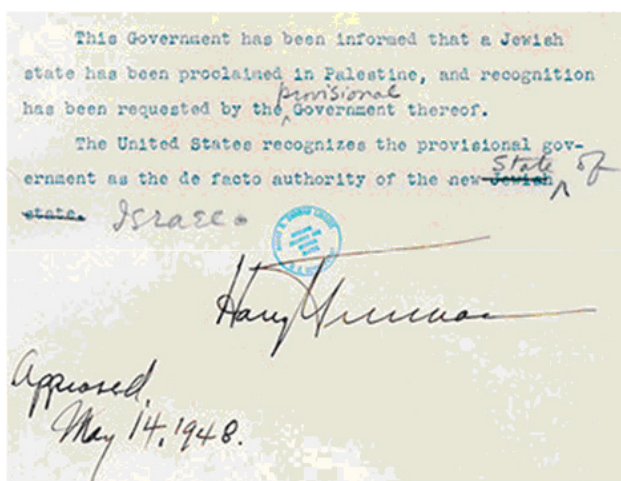 This Government has been informed that a Jewish
state has been proclaimed in Palestine, and recognition
has been requested by the provisional Government thereof.
The United States recognizes the provisional gov-
ernment as the de facto authority of the new Jewish State of
state. Israel.
Harry Truman
Approved,
May 14, 1948.